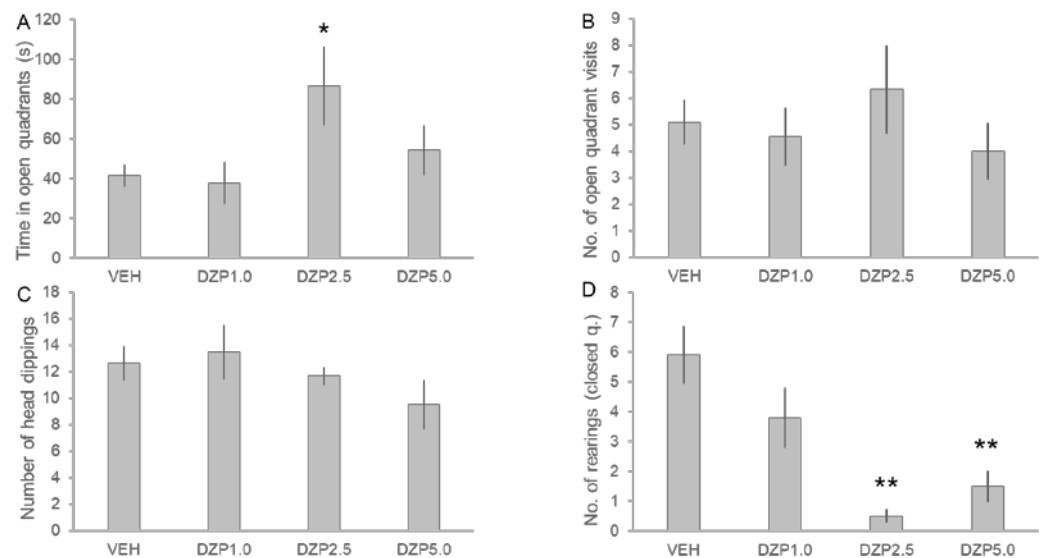 A
Time in open quadrants (s)
120
100
80
60
40
20
0
*
VEH
DZP1.0
DZP2.5
DZP5.0
B
No. of open quadrant visits
9
8
7
6
5
4
3
2
1
0
VEH
DZP1.0
DZP2.5
DZP5.0
C
Number of head dippings
18
16
14
12
10
8
6
4
2
0
VEH
DZP1.0
DZP2.5
DZP5.0
D
No. of rearings (closed q.)
8
7
6
5
4
3
2
1
0
**
**
VEH
DZP1.0
DZP2.5
DZP5.0